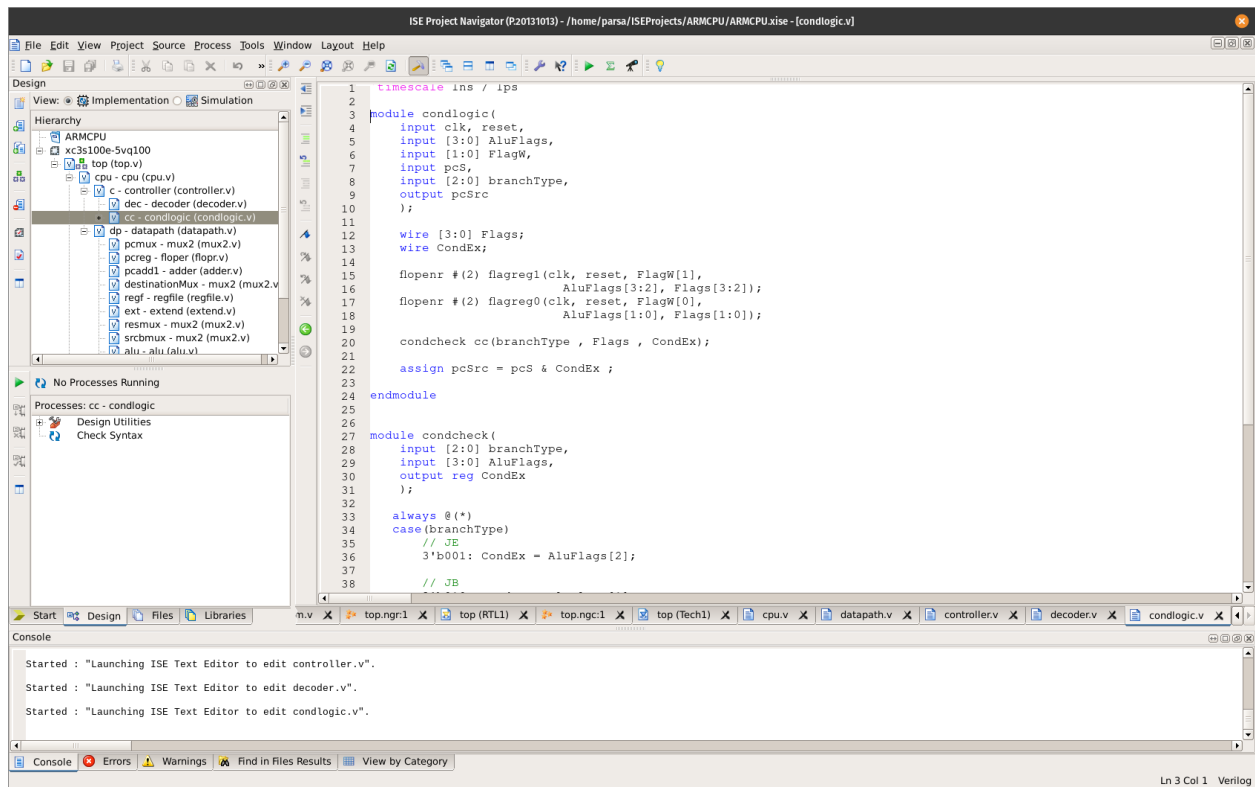 ISE Project Navigator (P.20131013) - /home/parsa/ISEProjects/ARMCPU/ARMCPU.xise - [condlogic.v]
File Edit View Project Source Process Tools Window Layout Help
»
Design
View: Implementation Simulation
Hierarchy
ARMCPU
xc3s100e-5vq100
top (top.v)
cpu - cpu (cpu.v)
c - controller (controller.v)
dec - decoder (decoder.v)
cc - condlogic (condlogic.v)
dp - datapath (datapath.v)
pcmux - mux2 (mux2.v)
pcreg - floper (flopr.v)
pcadd1 - adder (adder.v)
destinationMux - mux2 (mux2.v
regf - regfile (regfile.v)
ext - extend (extend.v)
resmux - mux2 (mux2.v)
srcbmux - mux2 (mux2.v)
alu - alu (alu.v)
No Processes Running
Processes: cc - condlogic
Design Utilities
Check Syntax
1 timescale 1ns / 1ps
2
3 module condlogic(
4 input clk, reset,
5 input [3:0] AluFlags,
6 input [1:0] FlagW,
7 input pcS,
8 input [2:0] branchType,
9 output pcSrc
10 );
11
12 wire [3:0] Flags;
13 wire CondEx;
14
15 flopenr #(2) flagreg1(clk, reset, FlagW[1],
16 AluFlags[3:2], Flags[3:2]);
17 flopenr #(2) flagreg0(clk, reset, FlagW[0],
18 AluFlags[1:0], Flags[1:0]);
19
20 condcheck cc(branchType , Flags , CondEx);
21
22 assign pcSrc = pcS & CondEx ;
23
24 endmodule
25
26
27 module condcheck(
28 input [2:0] branchType,
29 input [3:0] AluFlags,
30 output reg CondEx
31 );
32
33 always @(*)
34 case(branchType)
35 // JE
36 3'b001: CondEx = AluFlags[2];
37
38 // JB
Start Design Files Libraries
m.v top.ngr:1 top (RTL1) top.ngc:1 top (Tech1) cpu.v datapath.v controller.v decoder.v condlogic.v
Console
Started : "Launching ISE Text Editor to edit controller.v".
Started : "Launching ISE Text Editor to edit decoder.v".
Started : "Launching ISE Text Editor to edit condlogic.v".
Console Errors Warnings Find in Files Results View by Category
Ln 3 Col 1 Verilog